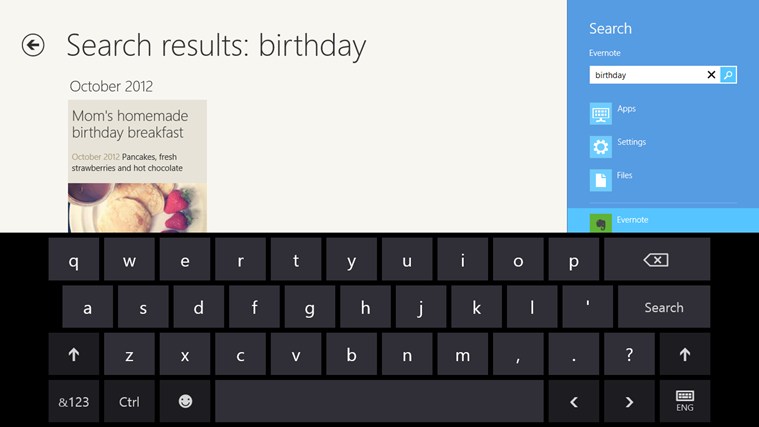 Search results: birthday
October 2012
Mom's homemade
birthday breakfast
October 2012 Pancakes, fresh
strawberries and hot chocolate
Search
Evernote
birthday
Apps
Settings
Files
Evernote
q w e r t y u i o p
a s d f g h j k l ' Search
z x c v b n m , . ?
&123 Ctrl < > ENG